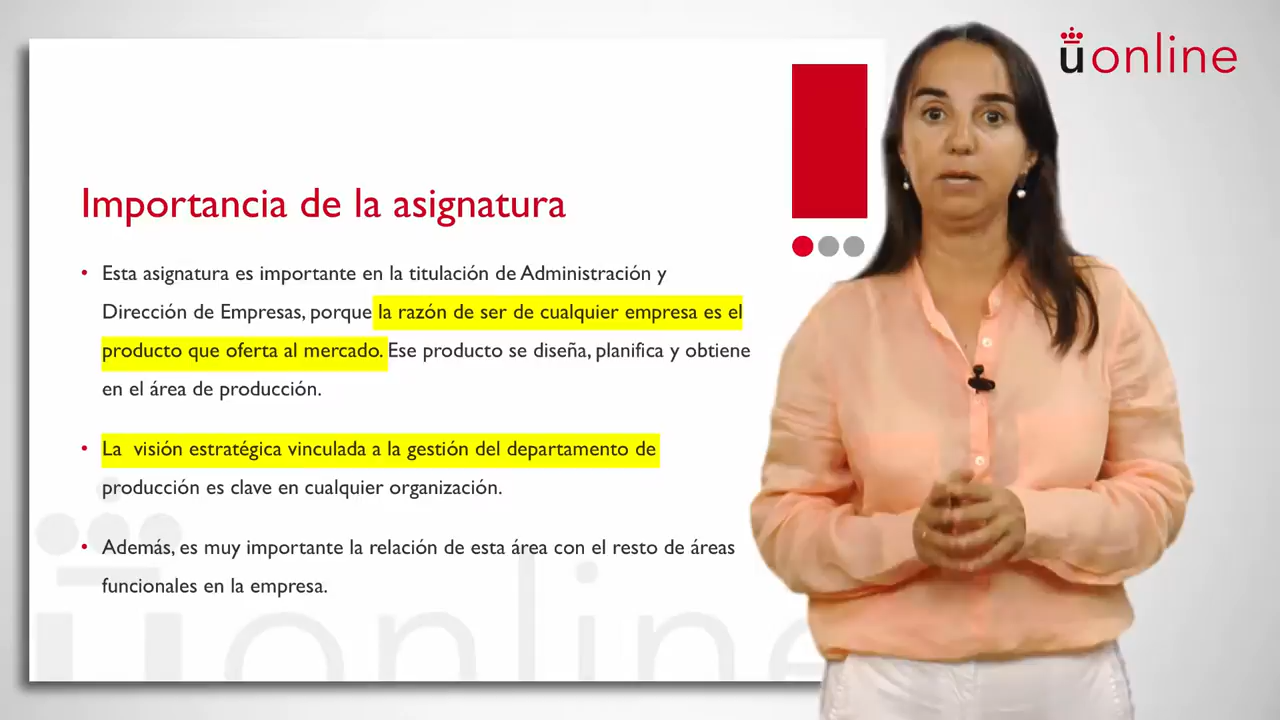 uonline
Importancia de la asignatura
• Esta asignatura es importante en la titulación de Administración y
Dirección de Empresas, porque la razón de ser de cualquier empresa es el
producto que oferta al mercado. Ese producto se diseña, planifica y obtiene
en el área de producción.
• La visión estratégica vinculada a la gestión del departamento de
producción es clave en cualquier organización.
• Además, es muy importante la relación de esta área con el resto de áreas
funcionales en la empresa.
uonline